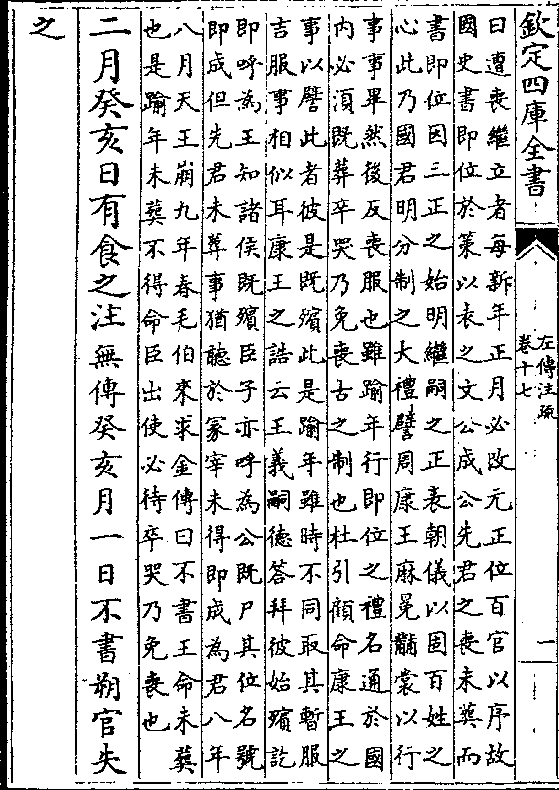 欽定四庫全書
左傳注疏
卷十七
一
曰遭喪繼立者每新年正月必改元正位百官以序故
國史書即位於策以表之文公成公先君之喪未葬而
書即位因三正之始明繼嗣之正表朝儀以固百姓之
心此乃國君明分制之大禮譬周康王麻冕黼裳以行
事事畢然後反喪服也雖踰年行即位之禮名通於國
內必須既葬卒哭乃免喪古之制也杜引顧命康王之
事以譬此者彼是既殯此是踰年雖時不同取其暫服
吉服事相似耳康王之誥云王義嗣德答拜彼始殯訖
即呼為王知諸侯既殯臣子亦呼為公既尸其位名號
即成但先君未葬事猶聽於冡宰未得即成為君八年
八月天王崩九年春毛伯來求金傳曰不書王命未葬
也是踰年未葬不得命臣出使必待卒哭乃免喪也
二月癸亥日有食之注無傳癸亥月一日不書朔官失
之